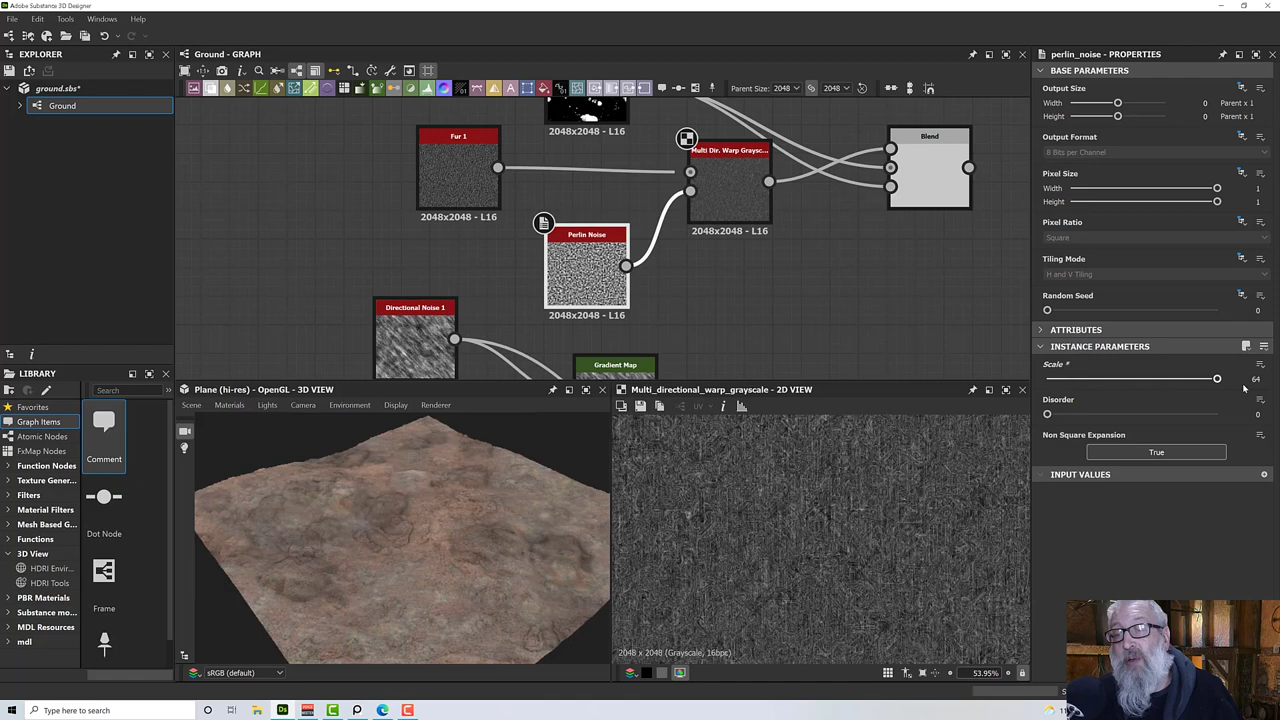 Adobe Substance 3D Designer
File Edit Tools Windows Help
EXPLORER
ground.sbs*
Ground
Ground - GRAPH
Parent Size: 2048 2048
2048x2048 - L16
Fur 1
2048x2048 - L16
Multi Dir. Warp Graysc...
2048x2048 - L16
Blend
Perlin Noise
2048x2048 - L16
Directional Noise 1
Gradient Map
LIBRARY
Search
Favorites
Graph Items
Atomic Nodes
FxMap Nodes
Function Nodes
Texture Gener...
Filters
Material Filters
Mesh Based G...
Functions
3D View
HDRI Envir...
HDRI Tools
PBR Materials
Substance mo...
MDL Resources
mdl
Comment
Dot Node
Frame
Plane (hi-res) - OpenGL - 3D VIEW
Scene Materials Lights Camera Environment Display Renderer
sRGB (default)
Multi_directional_warp_grayscale - 2D VIEW
UV
2048 x 2048 (Grayscale, 16bpc)
53.95%
perlin_noise - PROPERTIES
BASE PARAMETERS
Output Size
Width 0 Parent x 1
Height 0 Parent x 1
Output Format
8 Bits per Channel
Pixel Size
Width 1
Height 1
Pixel Ratio
Square
Tiling Mode
H and V Tiling
Random Seed
0
ATTRIBUTES
INSTANCE PARAMETERS
Scale *
64
Disorder
0
Non Square Expansion
True
INPUT VALUES
Type here to search